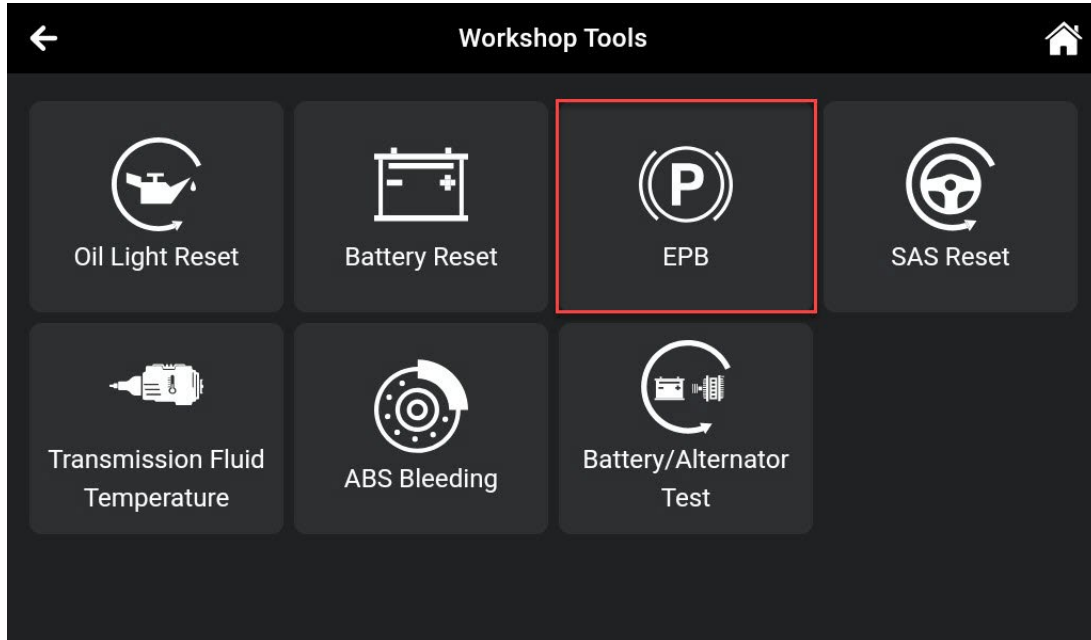 Workshop Tools
Oil Light Reset
Battery Reset
P
EPB
SAS Reset
Transmission Fluid
Temperature
ABS Bleeding
Battery/Alternator
Test